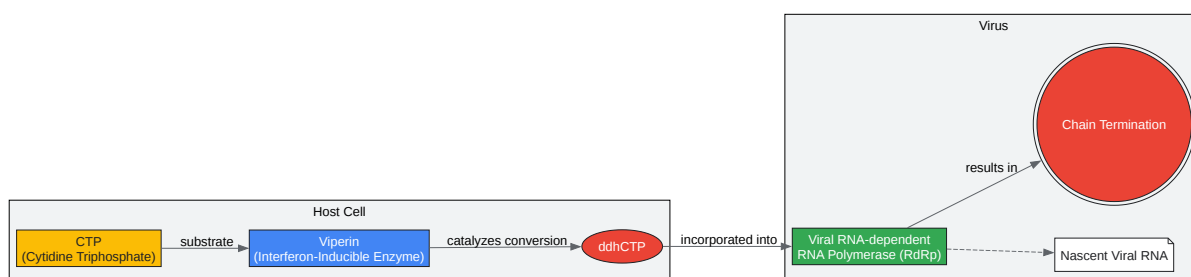 Virus
Chain Termination
results in
Host Cell
CTP
(Cytidine Triphosphate)
substrate
Viperin
(Interferon-Inducible Enzyme)
catalyzes conversion
ddhCTP
incorporated into
Viral RNA-dependent
RNA Polymerase (RdRp)
Nascent Viral RNA